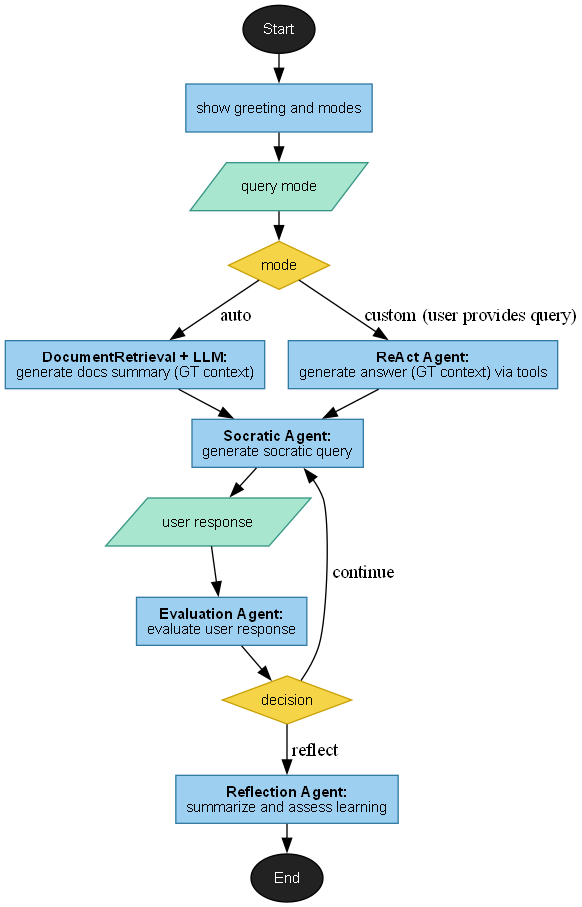 Start
show greeting and modes
query mode
mode
auto
custom (user provides query)
DocumentRetrieval + LLM:
generate docs summary (GT context)
ReAct Agent:
generate answer (GT context) via tools
Socratic Agent:
generate socratic query
user response
continue
Evaluation Agent:
evaluate user response
decision
reflect
Reflection Agent:
summarize and assess learning
End